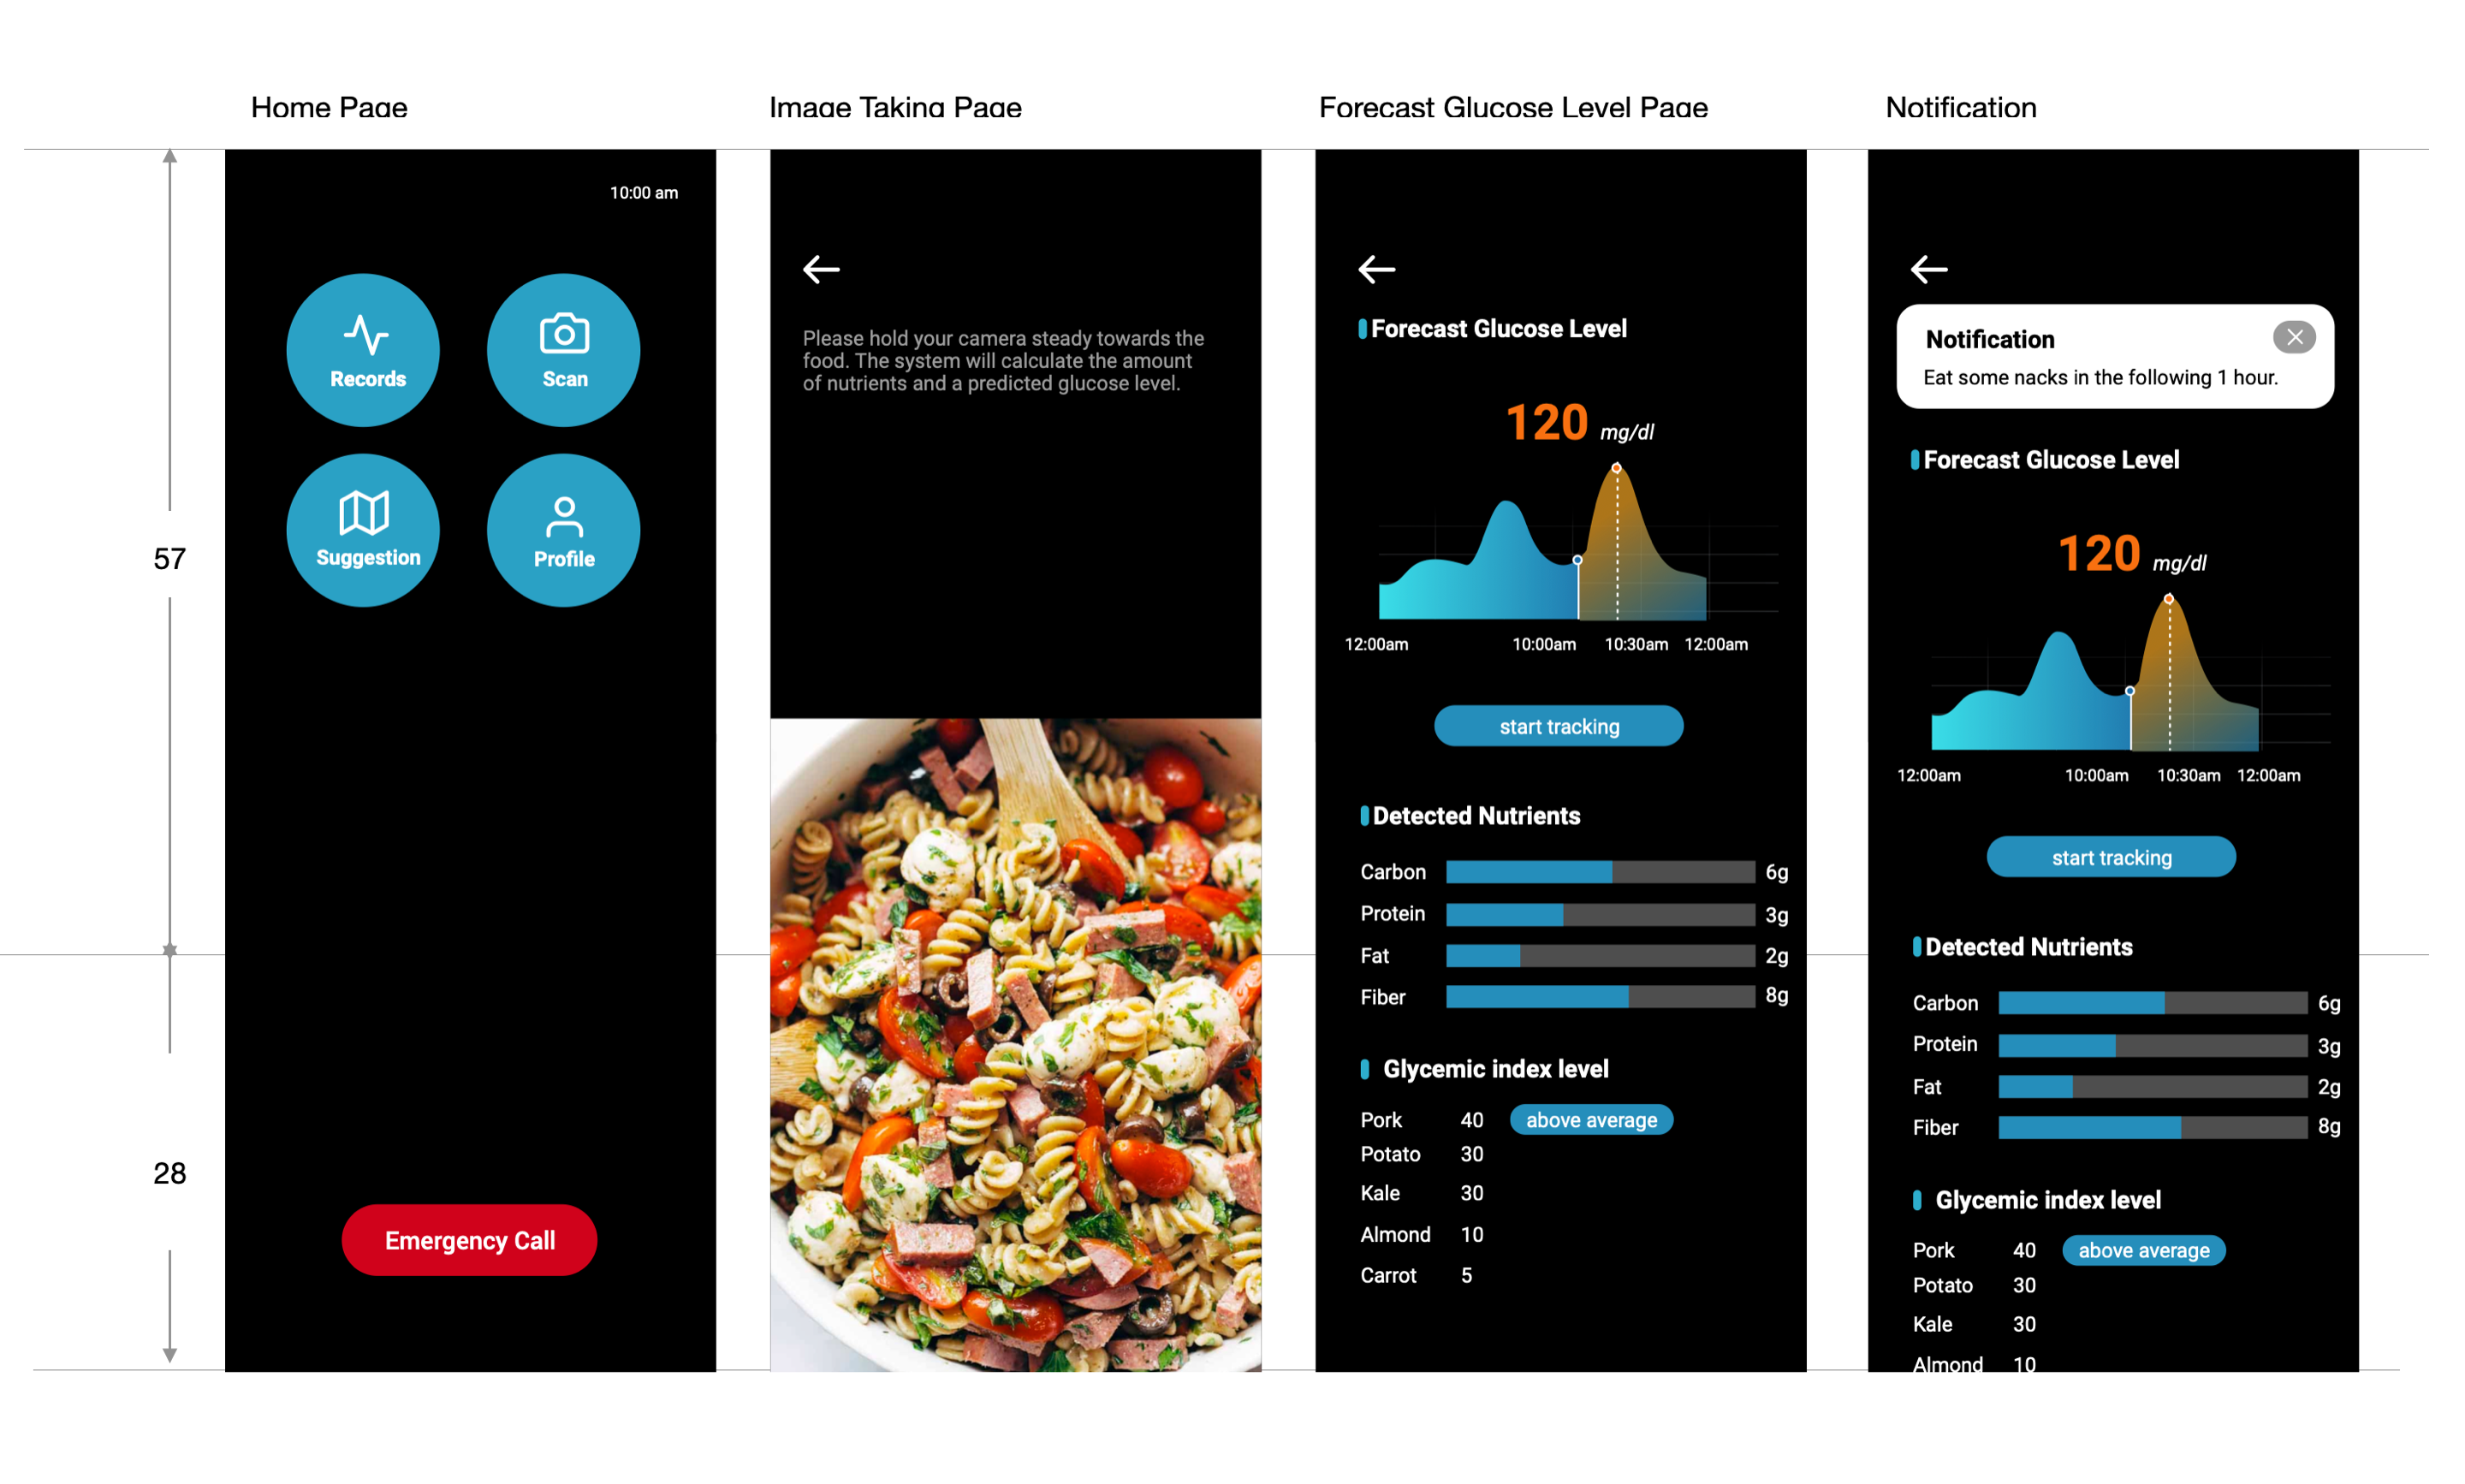 Home Page
Image Taking Page
Forecast Glucose Level Page
Notification
57
28
10:00 am
Records
Scan
Suggestion
Profile
Emergency Call
Please hold your camera steady towards the
food. The system will calculate the amount
of nutrients and a predicted glucose level.
Forecast Glucose Level
120 mg/dl
12:00am 10:00am 10:30am 12:00am
start tracking
Detected Nutrients
Carbon 6g
Protein 3g
Fat 2g
Fiber 8g
Glycemic index level
Pork 40 above average
Potato 30
Kale 30
Almond 10
Carrot 5
Notification
Eat some nacks in the following 1 hour.
Forecast Glucose Level
120 mg/dl
12:00am 10:00am 10:30am 12:00am
start tracking
Detected Nutrients
Carbon 6g
Protein 3g
Fat 2g
Fiber 8g
Glycemic index level
Pork 40 above average
Potato 30
Kale 30
Almond 10